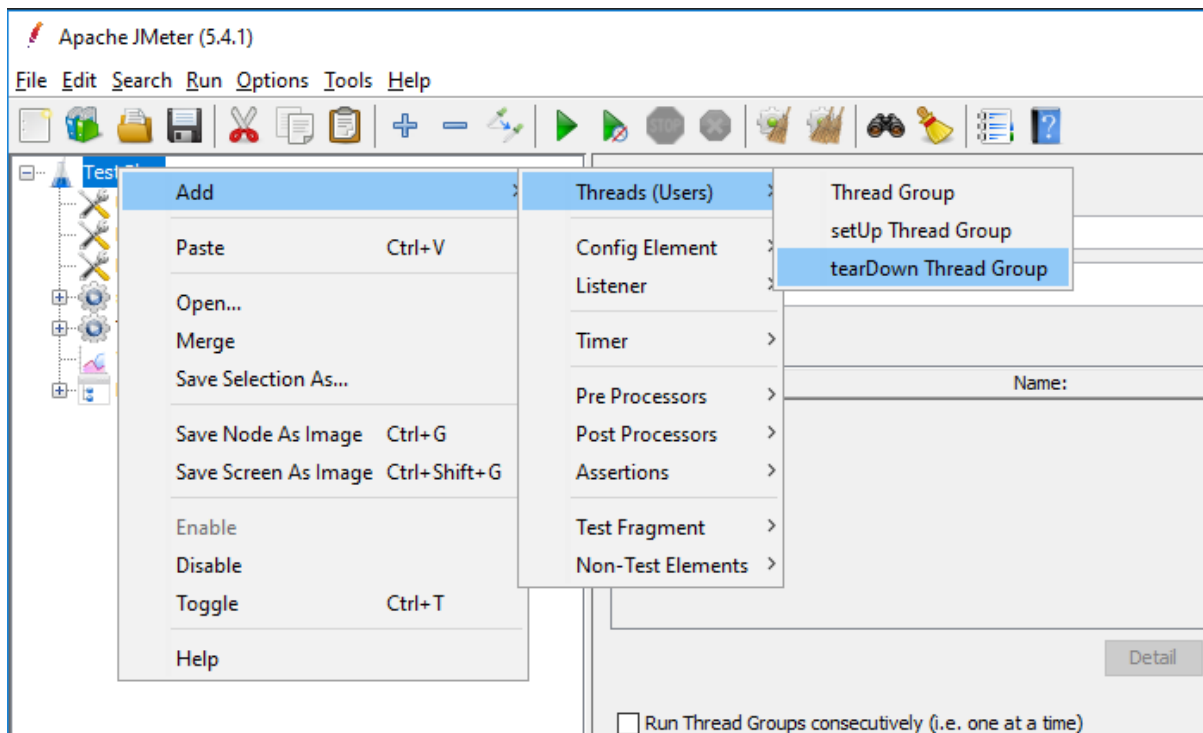 Apache JMeter (5.4.1)
File Edit Search Run Options Tools Help
STOP
?
Add
Paste Ctrl+V
Open...
Merge
Save Selection As...
Save Node As Image Ctrl+G
Save Screen As Image Ctrl+Shift+G
Enable
Disable
Toggle Ctrl+T
Help
Threads (Users)
Config Element
Listener
Timer
Pre Processors
Post Processors
Assertions
Test Fragment
Non-Test Elements
Thread Group
setUp Thread Group
tearDown Thread Group
Name:
Detail
Run Thread Groups consecutively (i.e. one at a time)